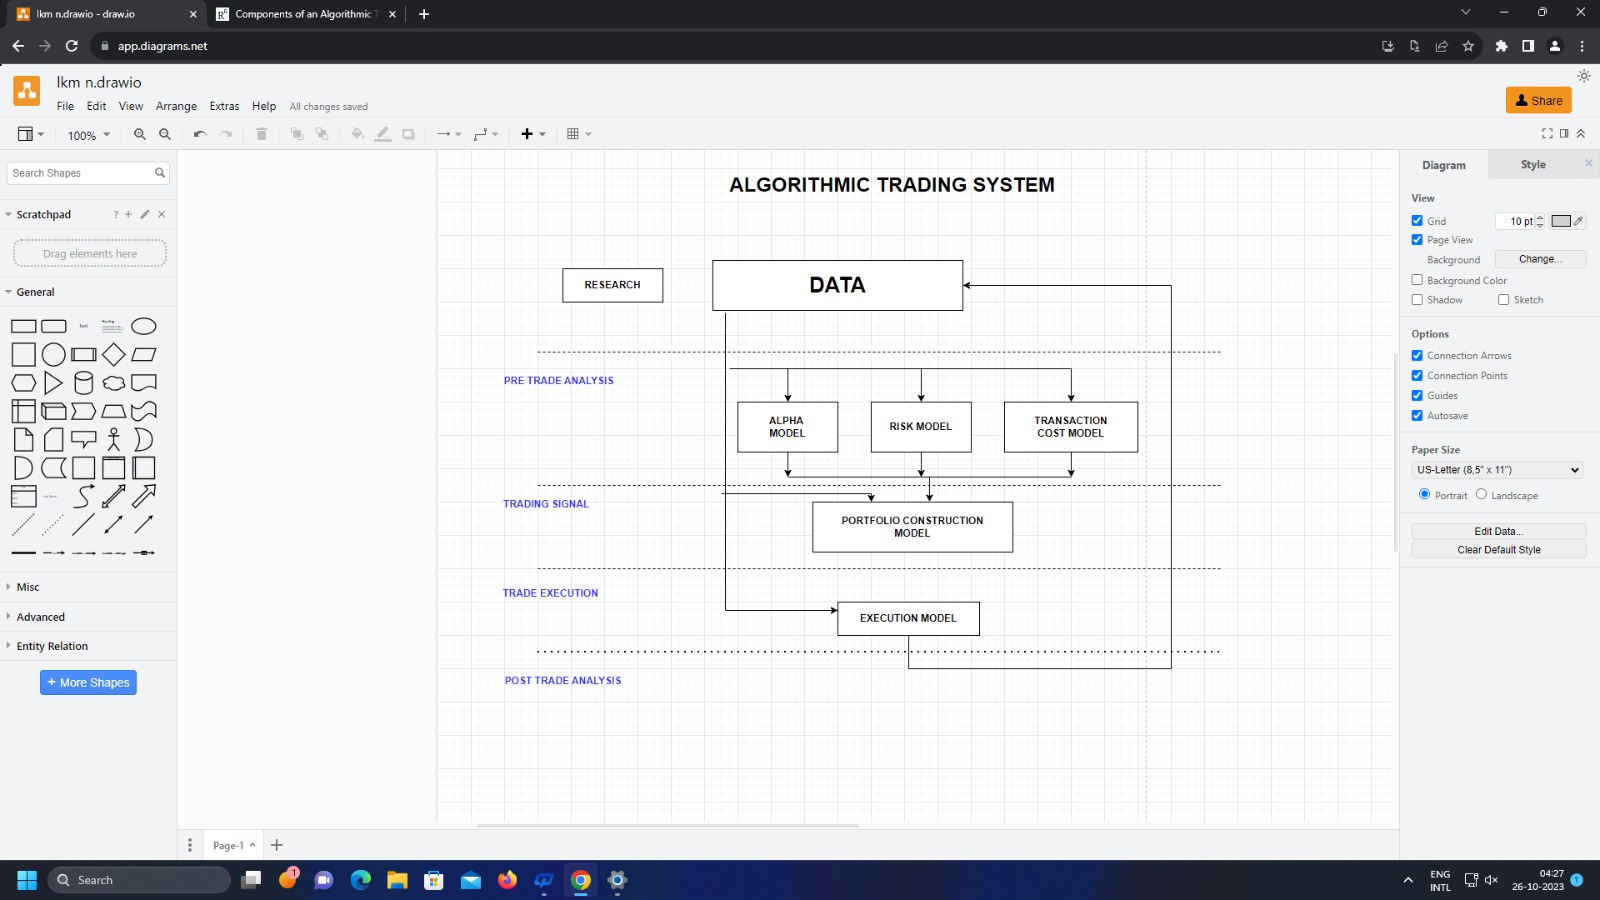 lkm n.drawio - draw.io
Components of an Algorithmic T
app.diagrams.net
lkm n.drawio
File Edit View Arrange Extras Help All changes saved
Share
100%
Search Shapes
Scratchpad
Drag elements here
General
Misc
Advanced
Entity Relation
+ More Shapes
ALGORITHMIC TRADING SYSTEM
RESEARCH
DATA
PRE TRADE ANALYSIS
ALPHA
MODEL
RISK MODEL
TRANSACTION
COST MODEL
TRADING SIGNAL
PORTFOLIO CONSTRUCTION
MODEL
TRADE EXECUTION
EXECUTION MODEL
POST TRADE ANALYSIS
Diagram Style
View
Grid 10 pt
Page View
Background Change...
Background Color
Shadow Sketch
Options
Connection Arrows
Connection Points
Guides
Autosave
Paper Size
US-Letter (8,5" x 11")
Portrait Landscape
Edit Data...
Clear Default Style
Page-1
Search
1
ENG
INTL
04:27
26-10-2023
1